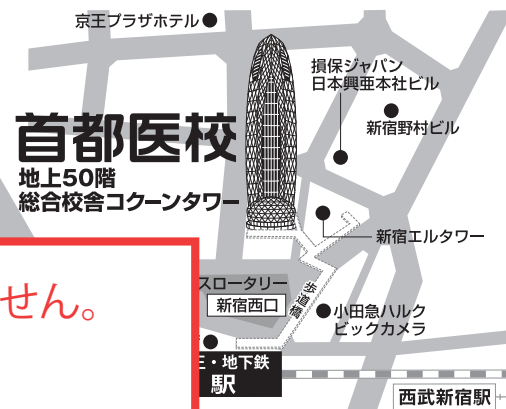 京王プラザホテル
損保ジャパン
日本興亜本社ビル
新宿野村ビル
首都医校
地上50階
総合校舎コクーンタワー
新宿エルタワー
せん。
スロータリー
新宿西口
歩道橋
小田急ハルク
ビックカメラ
王・地下鉄
駅
西武新宿駅